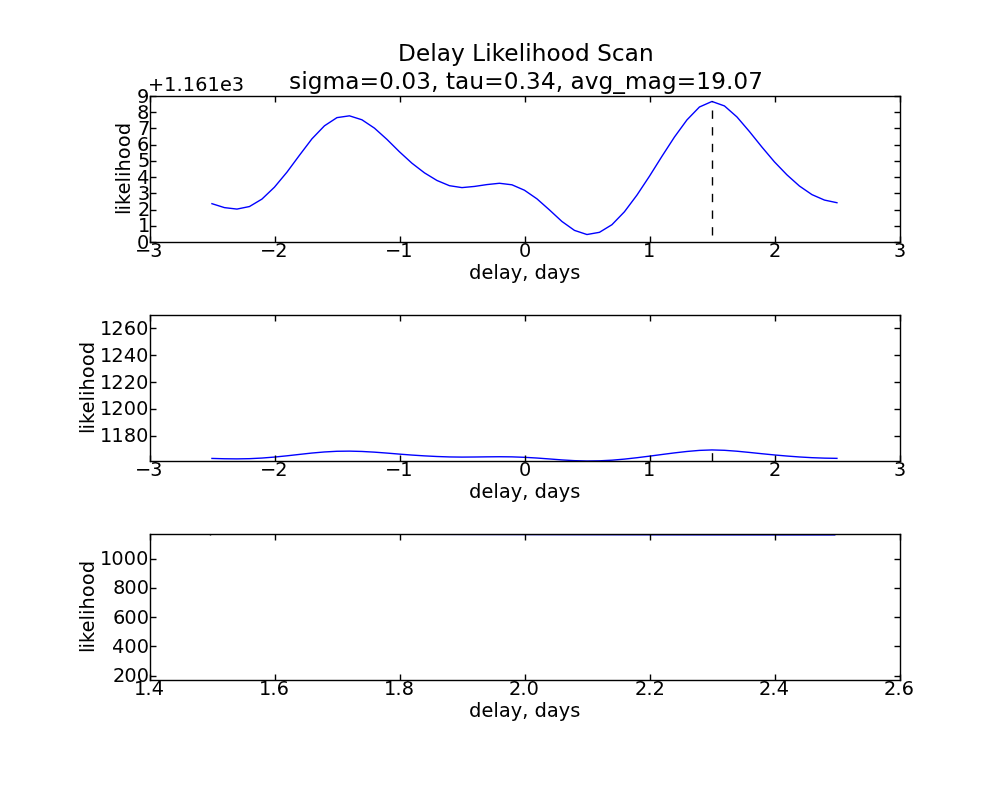 Delay Likelihood Scan
sigma=0.03, tau=0.34, avg_mag=19.07
+1.161e3
9
8
7
6
5
4
3
2
1
0
likelihood
−3 −2 −1 0 1 2 3
delay, days
1260
1240
1220
1200
1180
likelihood
−3 −2 −1 0 1 2 3
delay, days
1000
800
600
400
200
likelihood
1.4 1.6 1.8 2.0 2.2 2.4 2.6
delay, days